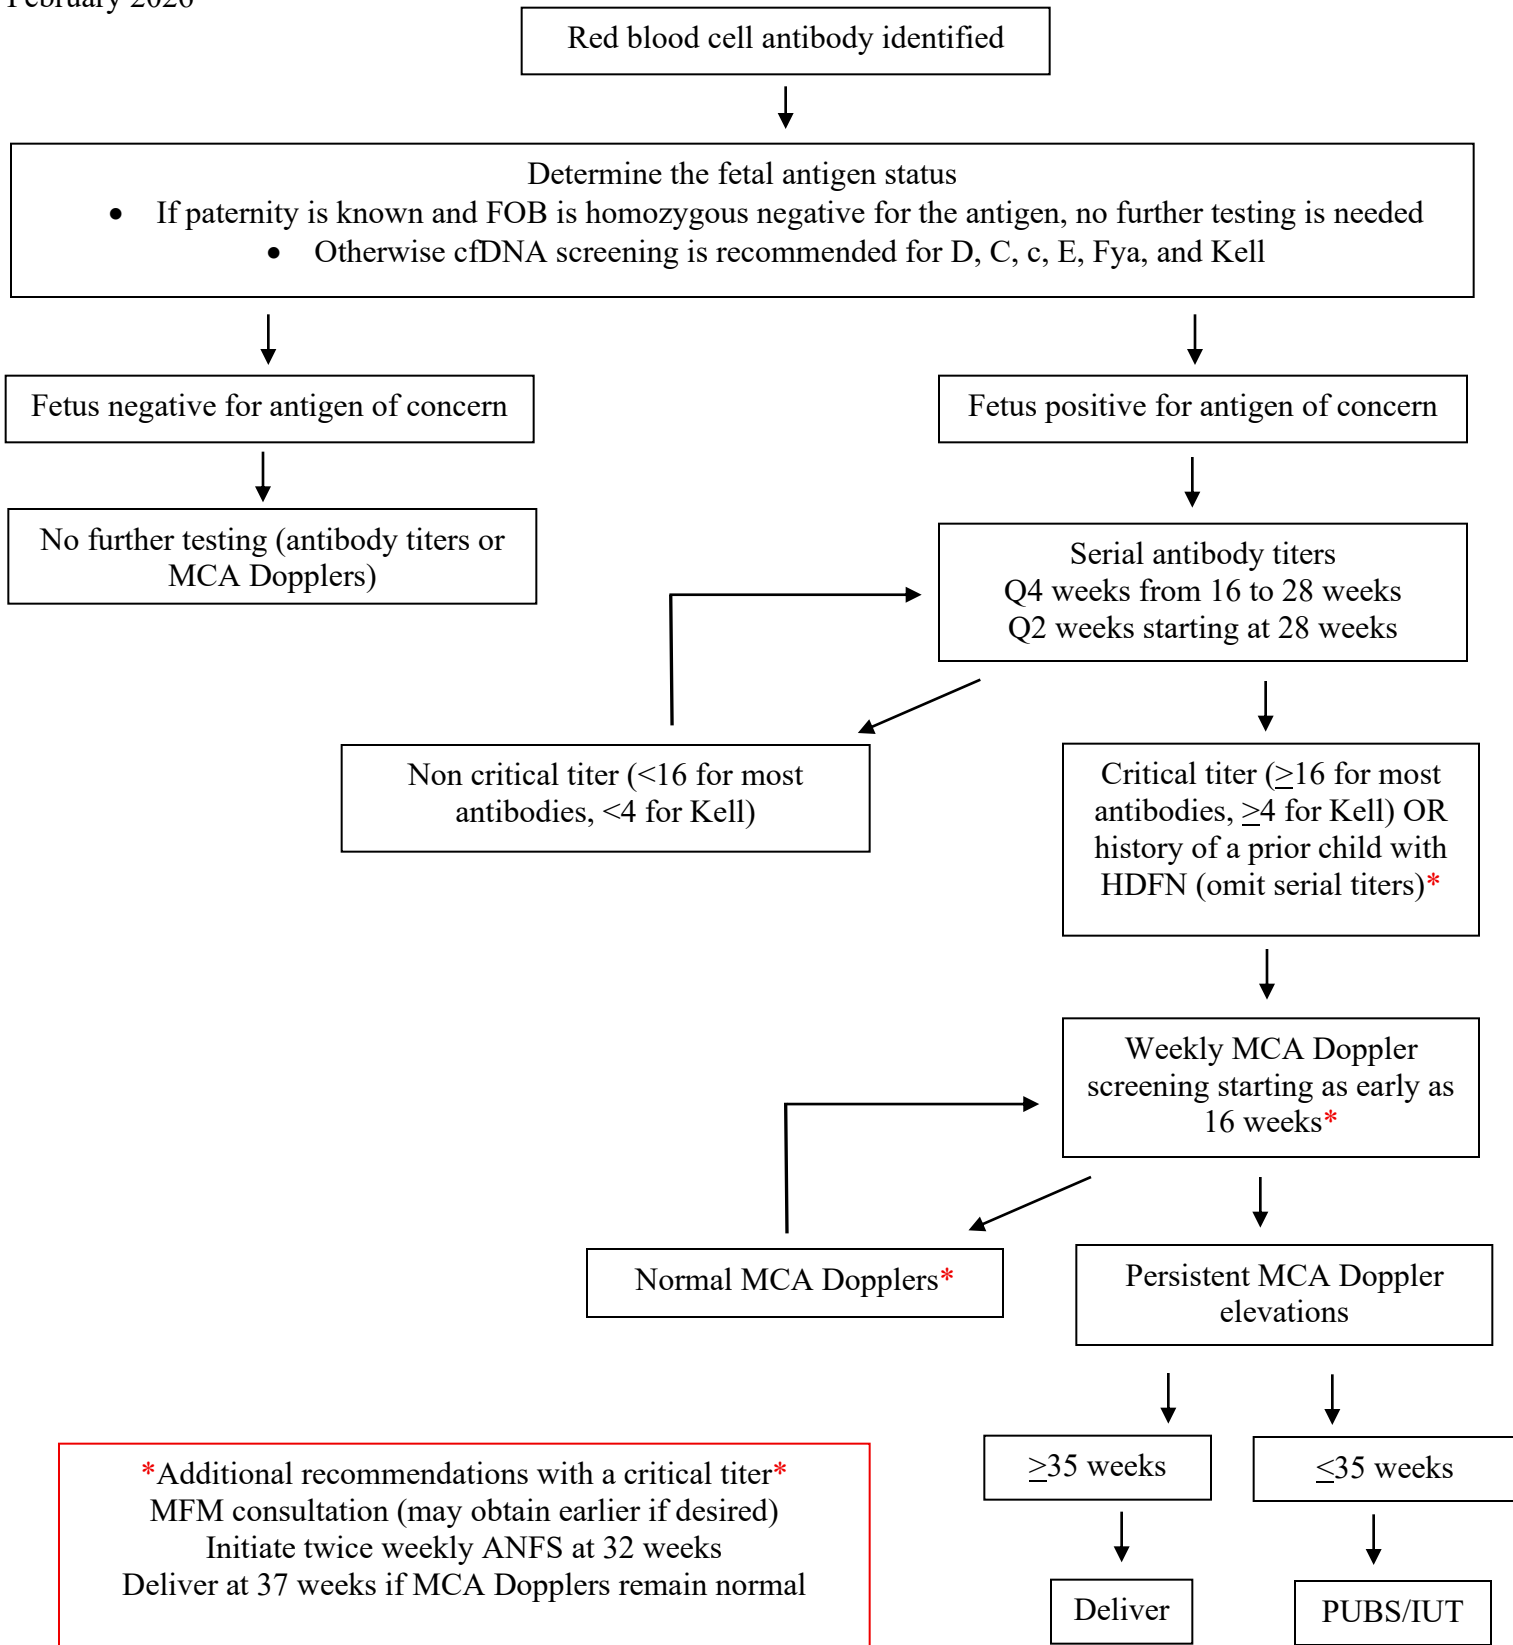 February 2026
Red blood cell antibody identified
Determine the fetal antigen status
• If paternity is known and FOB is homozygous negative for the antigen, no further testing is needed
• Otherwise cfDNA screening is recommended for D, C, c, E, Fya, and Kell
Fetus negative for antigen of concern
Fetus positive for antigen of concern
No further testing (antibody titers or
MCA Dopplers)
Serial antibody titers
Q4 weeks from 16 to 28 weeks
Q2 weeks starting at 28 weeks
Non critical titer (<16 for most
antibodies, <4 for Kell)
Critical titer (≥16 for most
antibodies, ≥4 for Kell) OR
history of a prior child with
HDFN (omit serial titers)*
Weekly MCA Doppler
screening starting as early as
16 weeks*
Normal MCA Dopplers*
Persistent MCA Doppler
elevations
≥35 weeks
≤35 weeks
Deliver
PUBS/IUT
*Additional recommendations with a critical titer*
MFM consultation (may obtain earlier if desired)
Initiate twice weekly ANFS at 32 weeks
Deliver at 37 weeks if MCA Dopplers remain normal